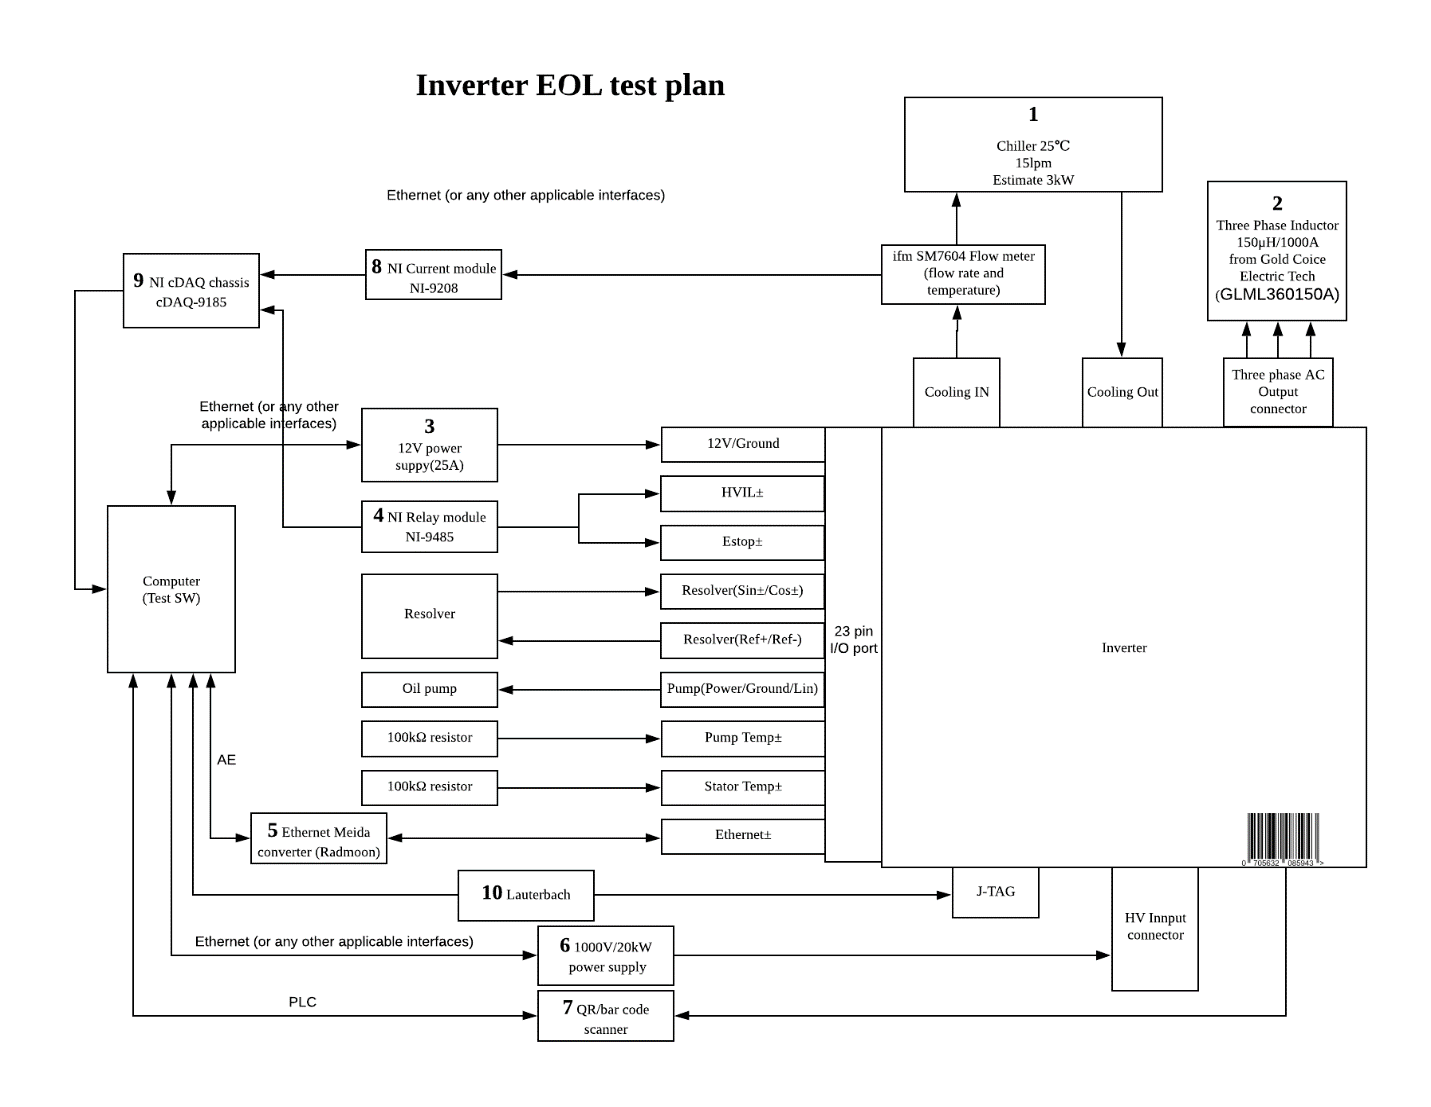 Inverter EOL test plan
1
Chiller 25℃
15lpm
Estimate 3kW
Ethernet (or any other applicable interfaces)
2
Three Phase Inductor
150μH/1000A
from Gold Coice
Electric Tech
(GLML360150A)
9 NI cDAQ chassis
cDAQ-9185
8 NI Current module
NI-9208
ifm SM7604 Flow meter
(flow rate and
temperature)
Cooling IN
Cooling Out
Three phase AC
Output
connector
Ethernet (or any other
applicable interfaces)
3
12V power
suppy(25A)
12V/Ground
HVIL±
4 NI Relay module
NI-9485
Estop±
Computer
(Test SW)
Resolver
Resolver(Sin±/Cos±)
Resolver(Ref+/Ref-)
23 pin
I/O port
Inverter
Oil pump
Pump(Power/Ground/Lin)
100kΩ resistor
Pump Temp±
AE
100kΩ resistor
Stator Temp±
5 Ethernet Meida
converter (Radmoon)
Ethernet±
0 705632 085943 >
10 Lauterbach
J-TAG
HV Innput
connector
Ethernet (or any other applicable interfaces)
6 1000V/20kW
power supply
PLC
7 QR/bar code
scanner